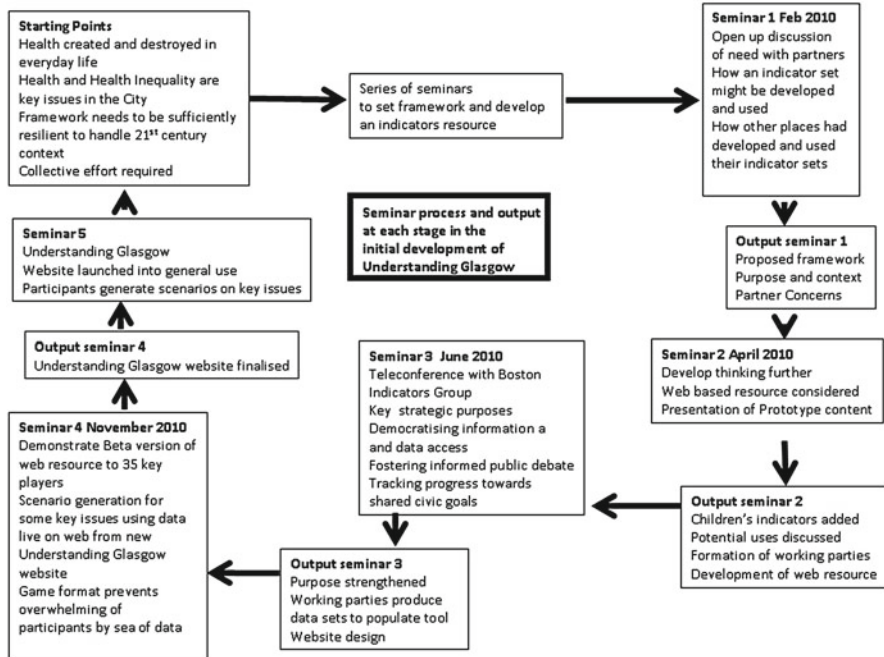 Starting Points
Health created and destroyed in
everyday life
Health and Health Inequality are
key issues in the City
Framework needs to be sufficiently
resilient to handle 21st century
context
Collective effort required
Series of seminars
to set framework and develop
an indicators resource
Seminar 1 Feb 2010
Open up discussion
of need with partners
How an indicator set
might be developed
and used
How other places had
developed and used
their indicator sets
Output seminar 1
Proposed framework
Purpose and context
Partner Concerns
Seminar 2 April 2010
Develop thinking further
Web based resource considered
Presentation of Prototype content
Output seminar 2
Children's indicators added
Potential uses discussed
Formation of working parties
Development of web resource
Seminar 3 June 2010
Teleconference with Boston
Indicators Group
Key strategic purposes
Democratising information a
and data access
Fostering informed public debate
Tracking progress towards
shared civic goals
Output seminar 3
Purpose strengthened
Working parties produce
data sets to populate tool
Website design
Seminar 4 November 2010
Demonstrate Beta version of
web resource to 35 key
players
Scenario generation for
some key issues using data
live on web from new
Understanding Glasgow
website
Game format prevents
overwhelming of
participants by sea of data
Output seminar 4
Understanding Glasgow website finalised
Seminar 5
Understanding Glasgow
Website launched into general use
Participants generate scenarios on key issues
Seminar process and output
at each stage in the
initial development of
Understanding Glasgow